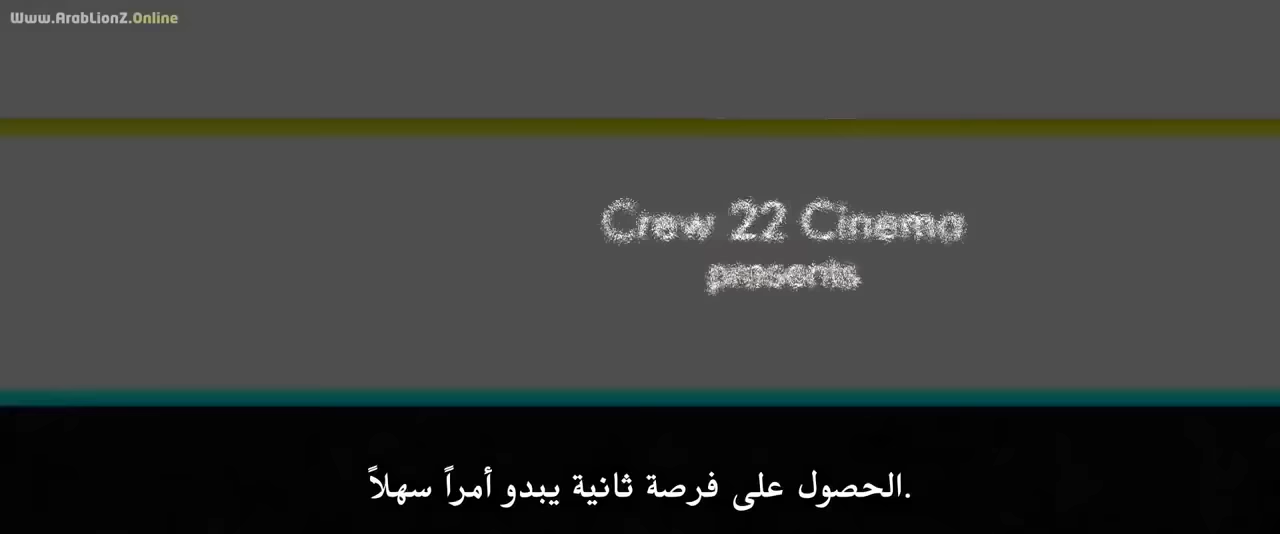 Www.ArabLionZ.Online
Crew 22 Cinema
presents
الحصول على فرصة ثانية يبدو أمراً سهلاً.